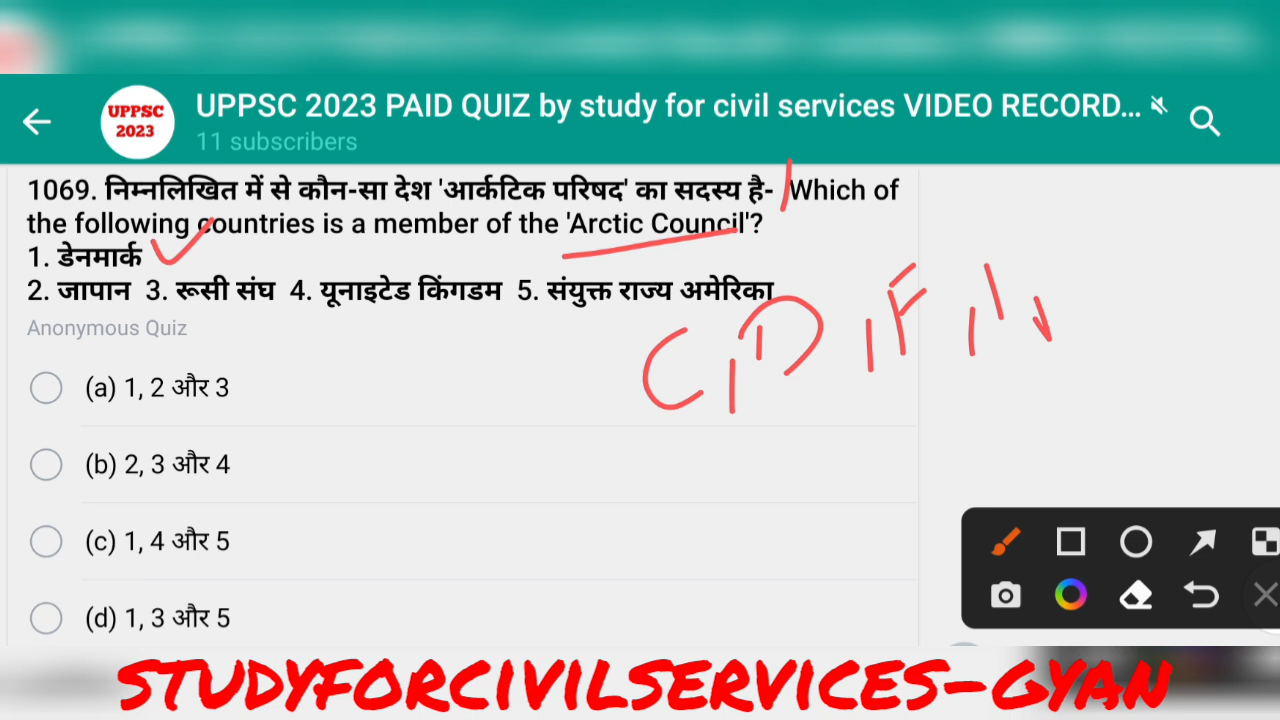 UPPSC 2023
UPPSC 2023 PAID QUIZ by study for civil services VIDEO RECORD...
11 subscribers
1069. निम्नलिखित में से कौन-सा देश 'आर्कटिक परिषद' का सदस्य है- Which of
the following countries is a member of the 'Arctic Council'?
1. डेनमार्क
2. जापान 3. रूसी संघ 4. यूनाइटेड किंगडम 5. संयुक्त राज्य अमेरिका
C, D, F, I,
Anonymous Quiz
(a) 1, 2 और 3
(b) 2, 3 और 4
(c) 1, 4 और 5
(d) 1, 3 और 5
STUDYFORCIVILSERVICES-GYAN